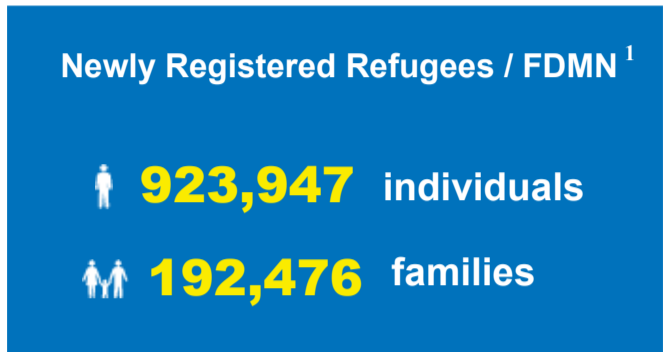 Newly Registered Refugees / FDMN 1
923,947 individuals
192,476 families